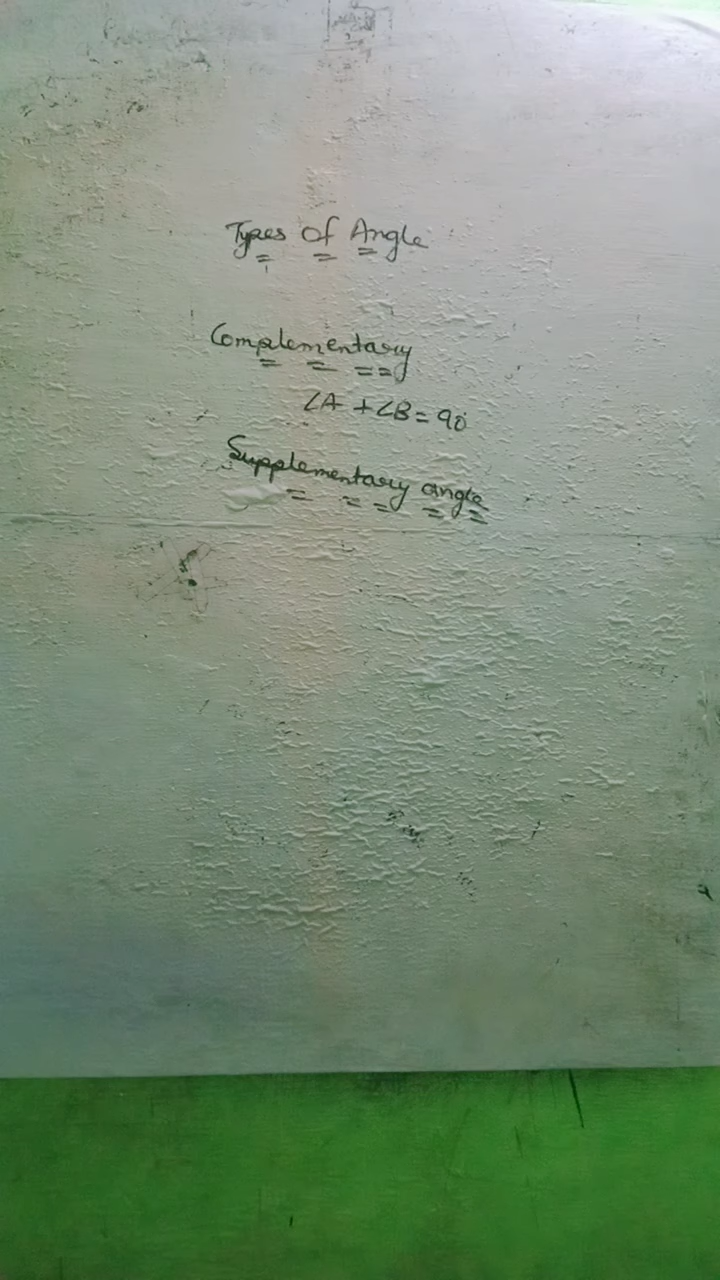 Types of Angle
Complementary
∠A + ∠B = 90°
Supplementary angle